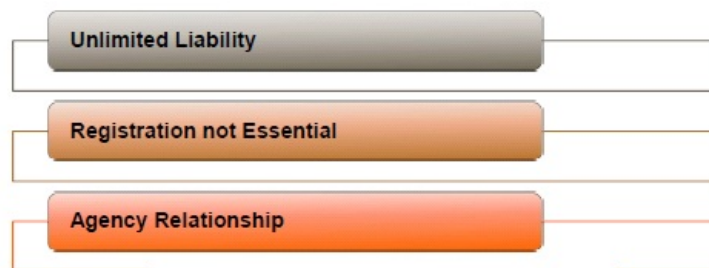 Unlimited Liability
Registration not Essential
Agency Relationship